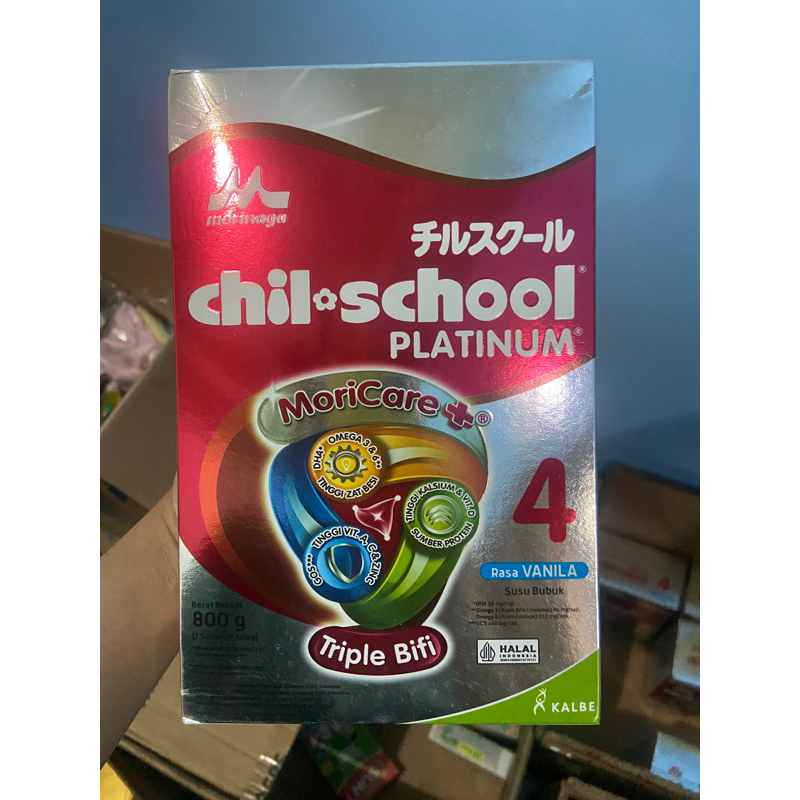 morinaga
チルスクール
chil school®
PLATINUM®
MoriCare +®
DHA* OMEGA 3 & 6**
TINGGI ZAT BESI
TINGGI KALSIUM & VIT. D
SUMBER PROTEIN
GOS*** TINGGI VIT. A, C & ZINC
4
Rasa VANILA
Susu Bubuk
Berat Bersih
800 g
Triple Bifi
HALAL
INDONESIA
KALBE